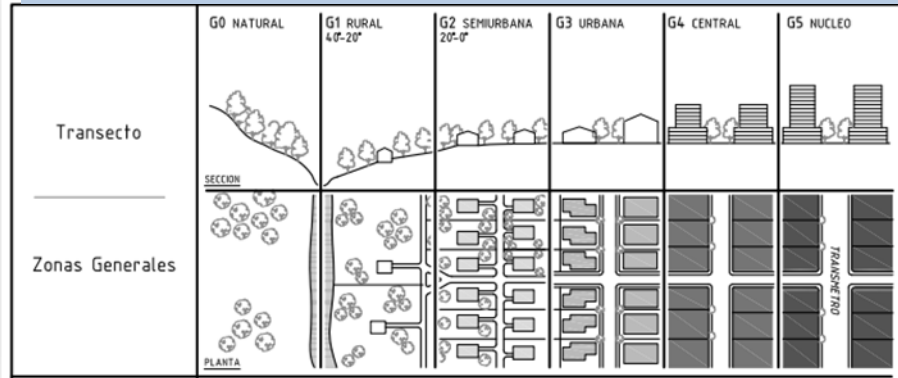 G0 NATURAL
G1 RURAL
40°-20°
G2 SEMIURBANA
20°-0°
G3 URBANA
G4 CENTRAL
G5 NUCLEO
Transecto
SECCION
Zonas Generales
TRANSMETRO
PLANTA